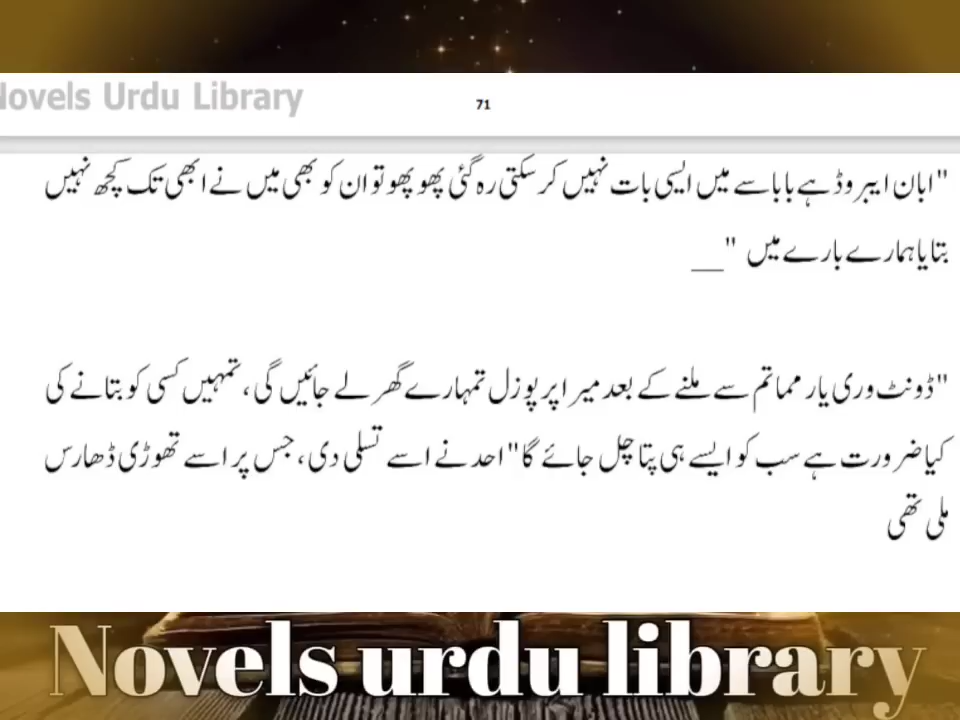 Novels Urdu Library
71
"ابان ایبروڈ ہے بابا سے میں ایسی بات نہیں کر سکتی رہ گئی پھوپھو تو ان کو بھی میں نے ابھی تک کچھ نہیں
بتایا ہمارے بارے میں "__
"ڈونٹ وری یار مما تم سے ملنے کے بعد میرا پرپوزل تمہارے گھر لے جائیں گی، تمہیں کسی کو بتانے کی
کیا ضرورت ہے سب کو ایسے ہی پتا چل جائے گا" احد نے اسے تسلی دی، جس پر اسے تھوڑی ڈھارس
ملی تھی
Novels urdu library